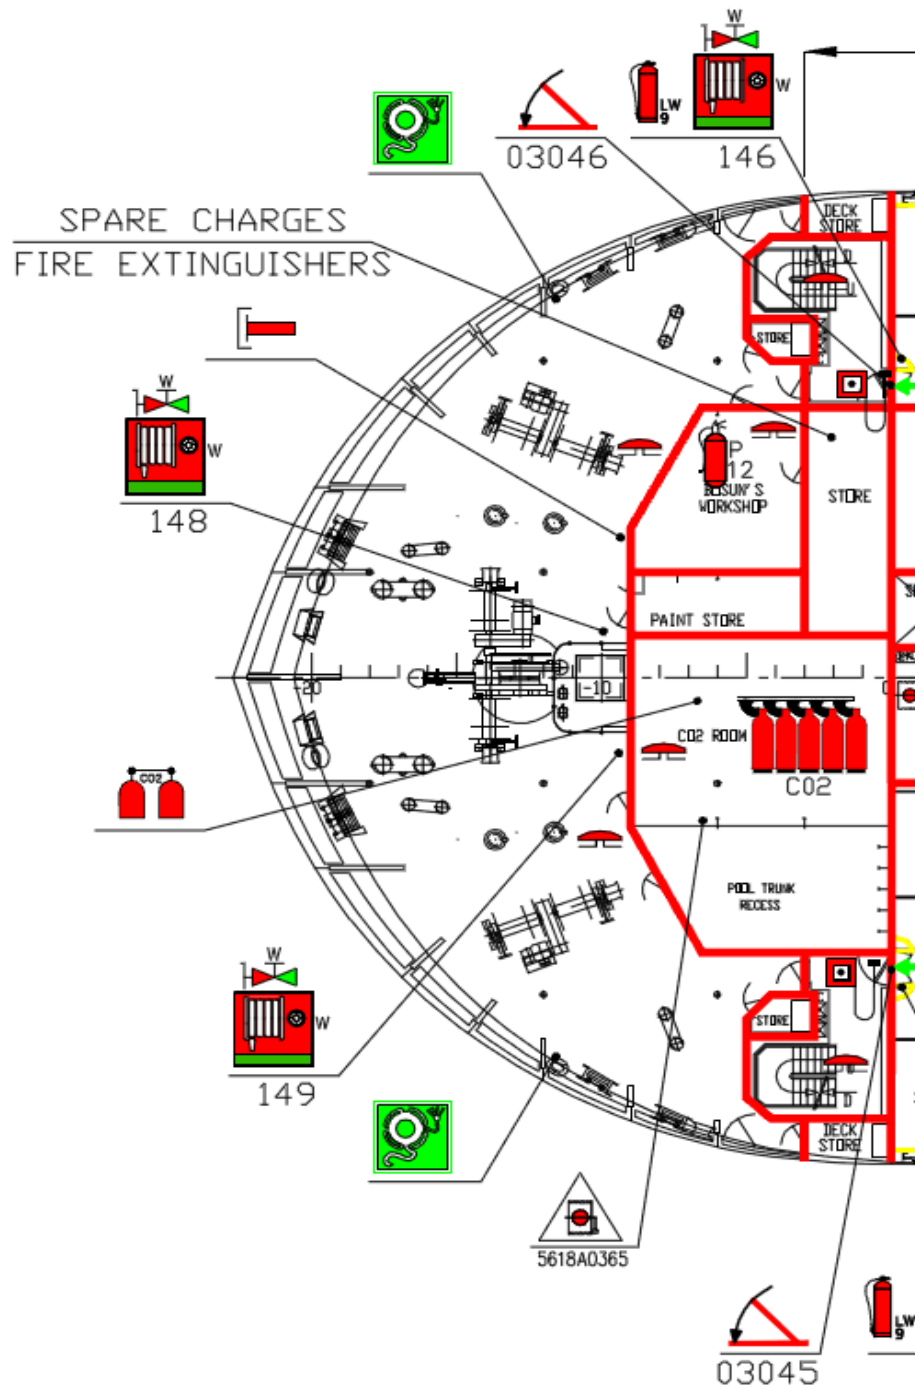 W
W
LW
9
W
W
03046
146
SPARE CHARGES
FIRE EXTINGUISHERS
DECK
STORE
D
U
STORE
W
W
148
P
12
BOSUN'S
WORKSHOP
STORE
PAINT STORE
-20
-10
CO2 ROOM
CO2
CO2
POOL TRUNK
RECESS
W
W
149
STORE
D
DECK
STORE
5618A0365
LW
9
03045